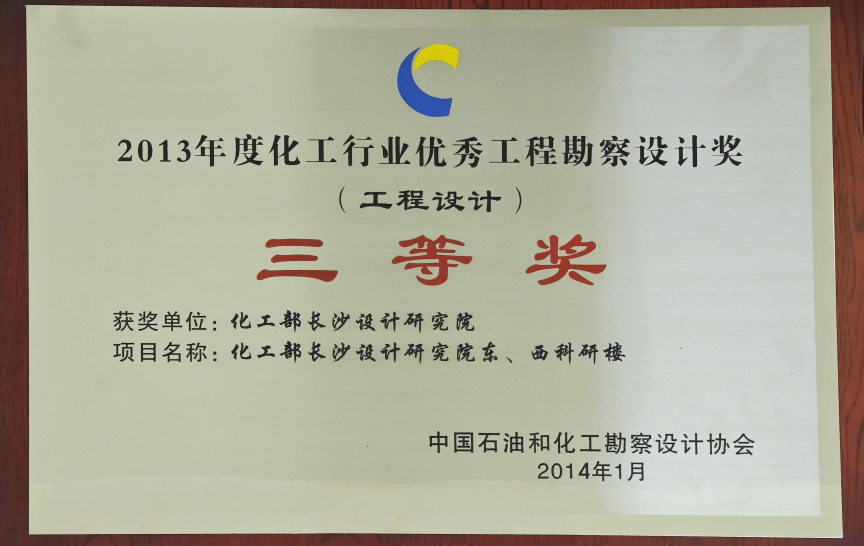 2013年度化工行业优秀工程勘察设计奖
（工程设计）
三等奖
获奖单位：化工部长沙设计研究院
项目名称：化工部长沙设计研究院东、西科研楼
中国石油和化工勘察设计协会
2014年1月